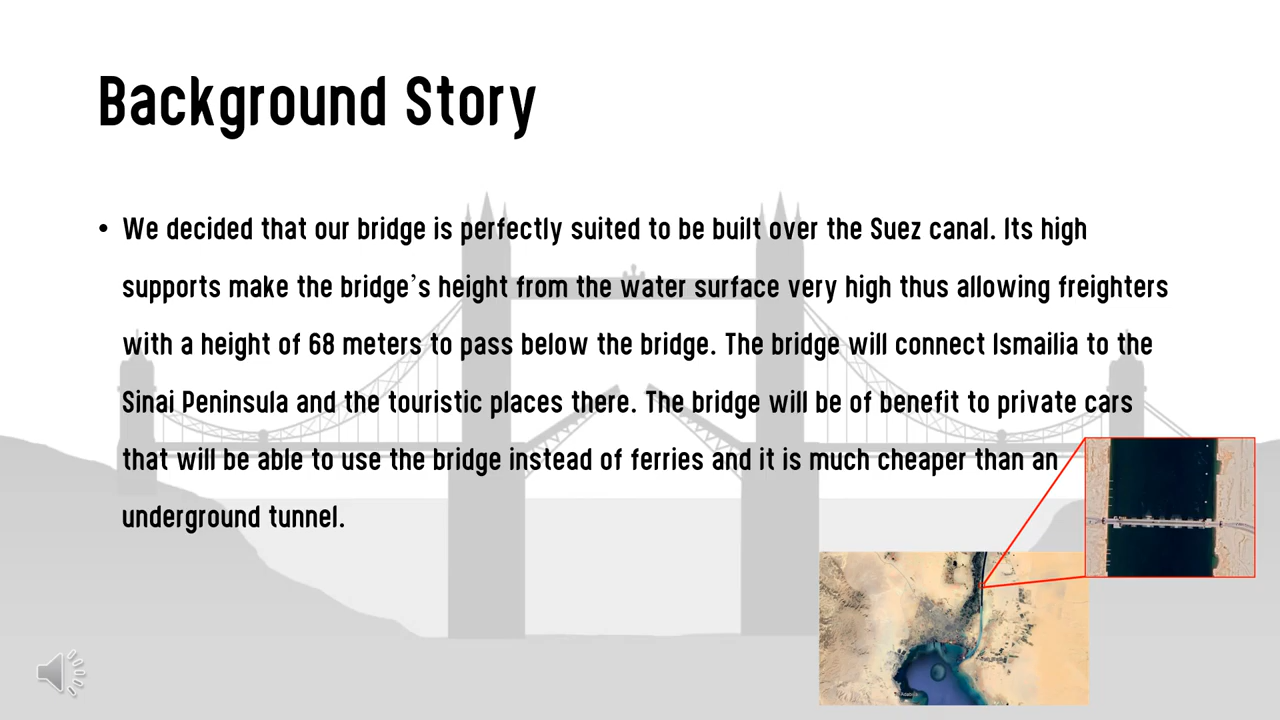 Background Story
• We decided that our bridge is perfectly suited to be built over the Suez canal. Its high
supports make the bridge's height from the water surface very high thus allowing freighters
with a height of 68 meters to pass below the bridge. The bridge will connect Ismailia to the
Sinai Peninsula and the touristic places there. The bridge will be of benefit to private cars
that will be able to use the bridge instead of ferries and it is much cheaper than an
underground tunnel.